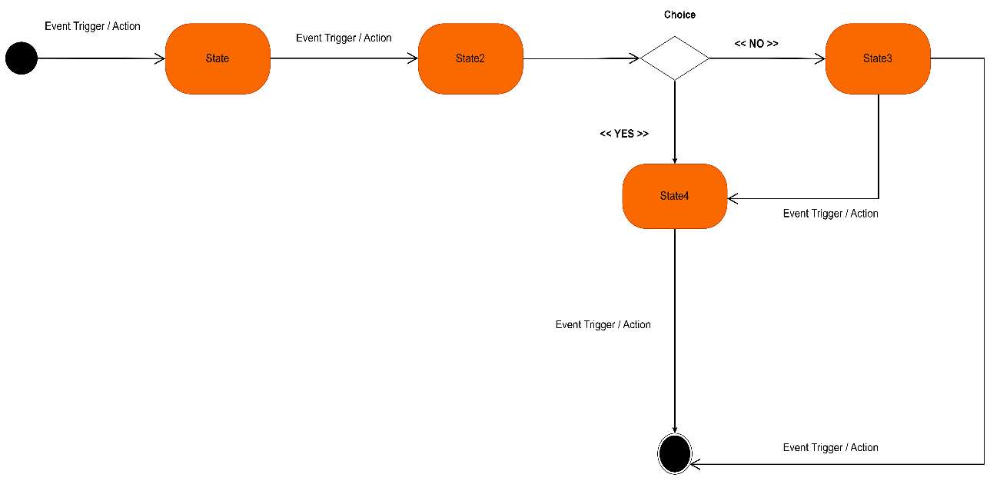 Choice
Event Trigger / Action
Event Trigger / Action
<< NO >>
State
State2
State3
<< YES >>
State4
Event Trigger / Action
Event Trigger / Action
Event Trigger / Action